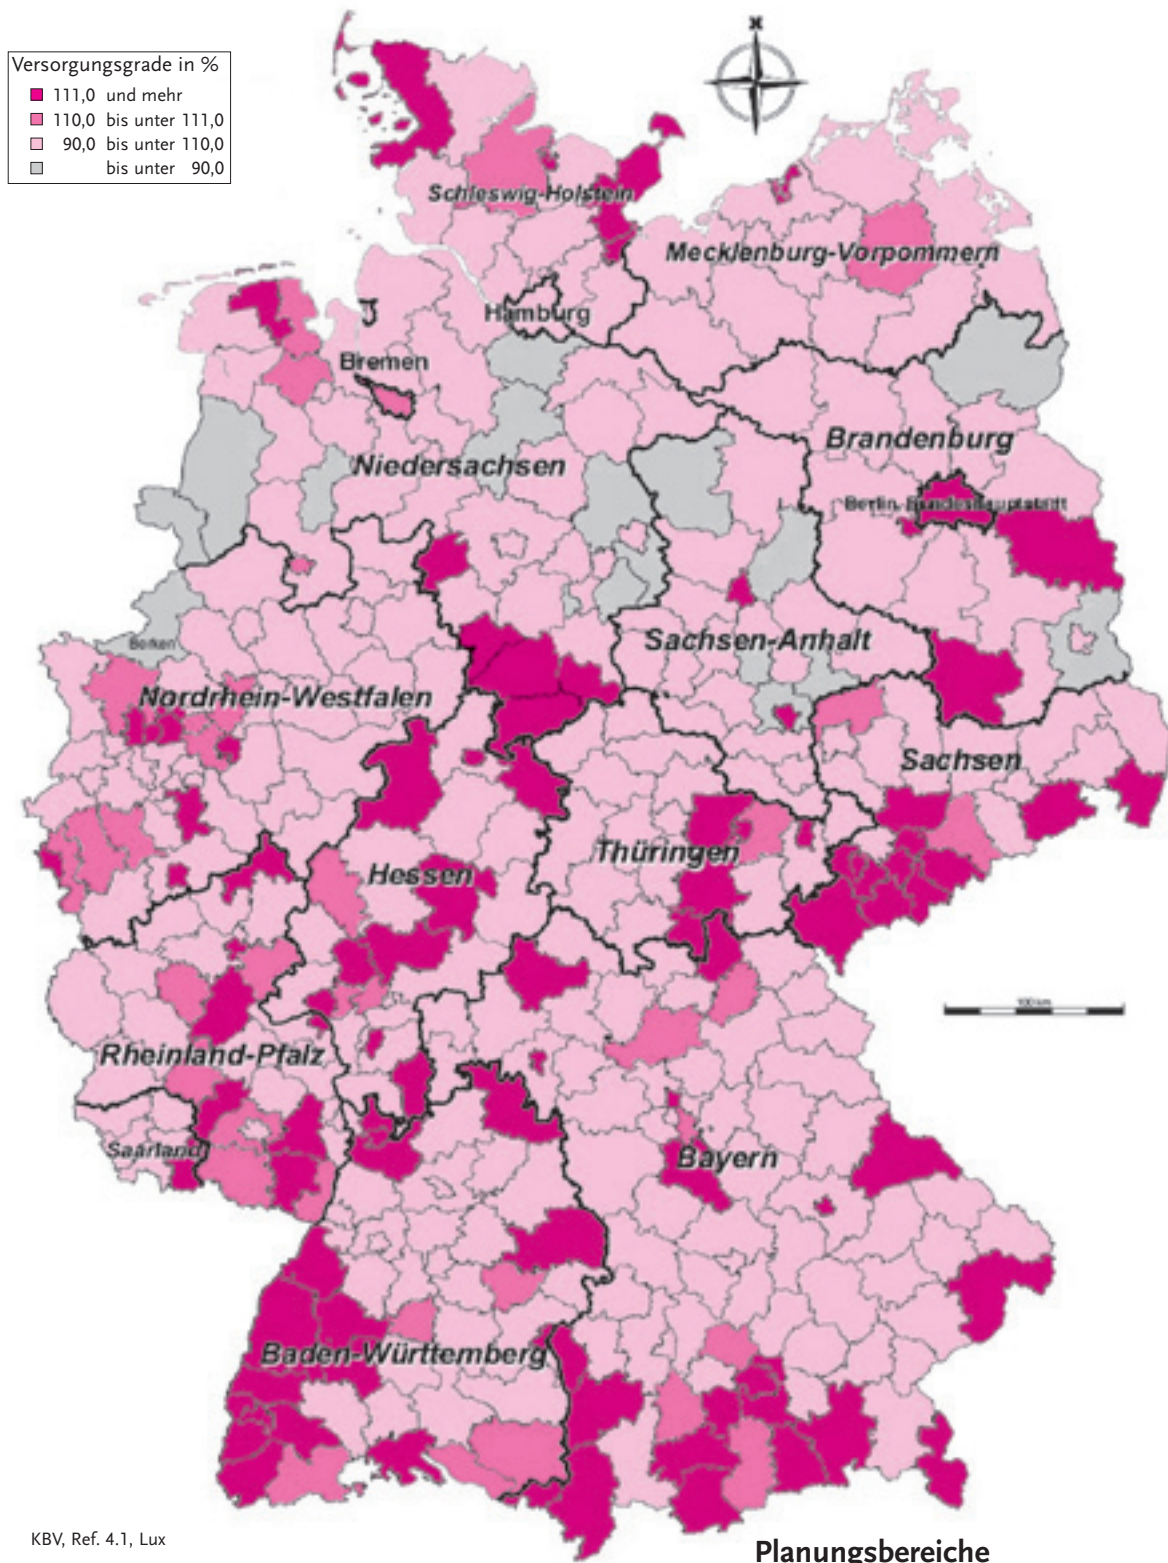 Versorgungsgrade in %
111,0 und mehr
110,0 bis unter 111,0
90,0 bis unter 110,0
bis unter 90,0
Schleswig-Holstein
Mecklenburg-Vorpommern
Hamburg
Bremen
Brandenburg
Niedersachsen
Berlin, Bundeshauptstadt
Sachsen-Anhalt
Borken
Nordrhein-Westfalen
Sachsen
Thüringen
Hessen
100 km
Rheinland-Pfalz
Saarland
Bayern
Baden-Württemberg
KBV, Ref. 4.1, Lux
Planungsbereiche